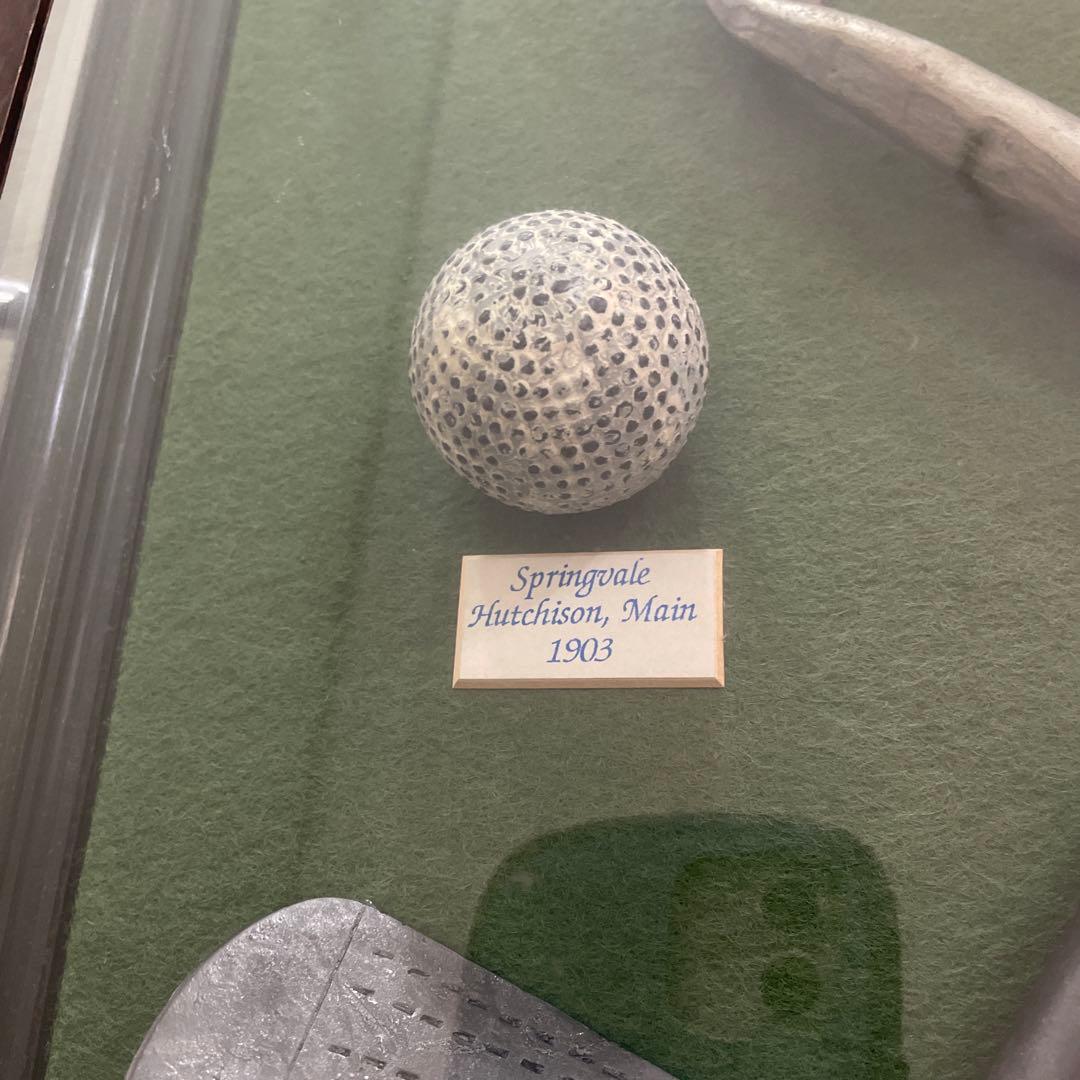 Springvale
Hutchison, Main
1903